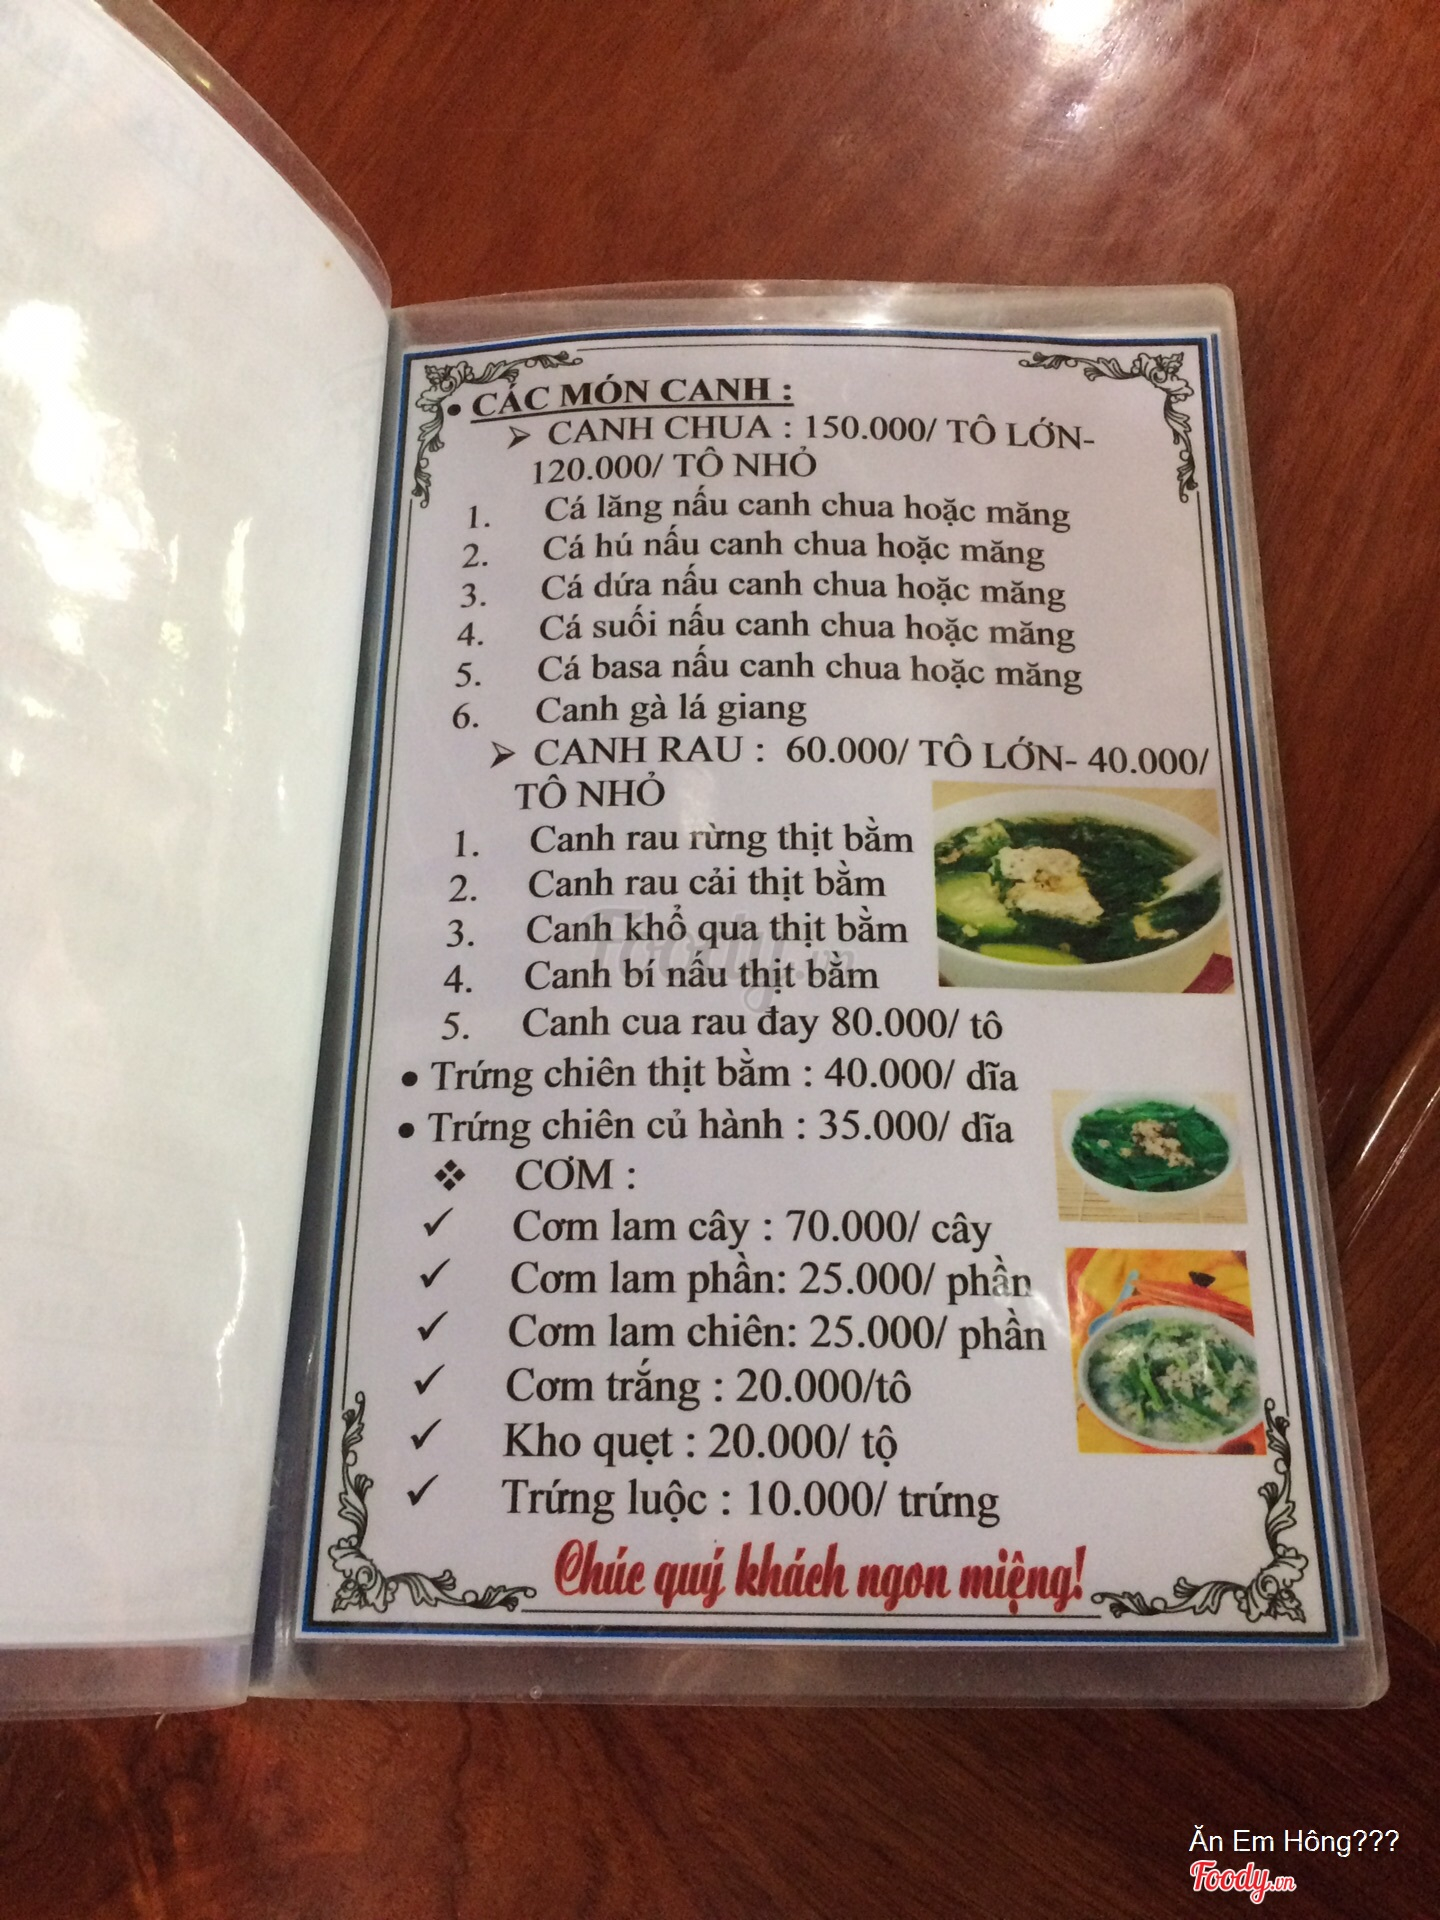 • CÁC MÓN CANH :
➢ CANH CHUA : 150.000/ TÔ LỚN-
120.000/ TÔ NHỎ
1. Cá lăng nấu canh chua hoặc măng
2. Cá hú nấu canh chua hoặc măng
3. Cá dứa nấu canh chua hoặc măng
4. Cá suối nấu canh chua hoặc măng
5. Cá basa nấu canh chua hoặc măng
6. Canh gà lá giang
➢ CANH RAU : 60.000/ TÔ LỚN- 40.000/
TÔ NHỎ
1. Canh rau rừng thịt bằm
2. Canh rau cải thịt bằm
3. Canh khổ qua thịt bằm
4. Canh bí nấu thịt bằm
5. Canh cua rau đay 80.000/ tô
• Trứng chiên thịt bằm : 40.000/ dĩa
• Trứng chiên củ hành : 35.000/ dĩa
❖ CƠM :
✓ Cơm lam cây : 70.000/ cây
✓ Cơm lam phần: 25.000/ phần
✓ Cơm lam chiên: 25.000/ phần
✓ Cơm trắng : 20.000/tô
✓ Kho quẹt : 20.000/ tộ
✓ Trứng luộc : 10.000/ trứng
Chúc quý khách ngon miệng!
Foody.vn
Ăn Em Hông???
Foody.vn